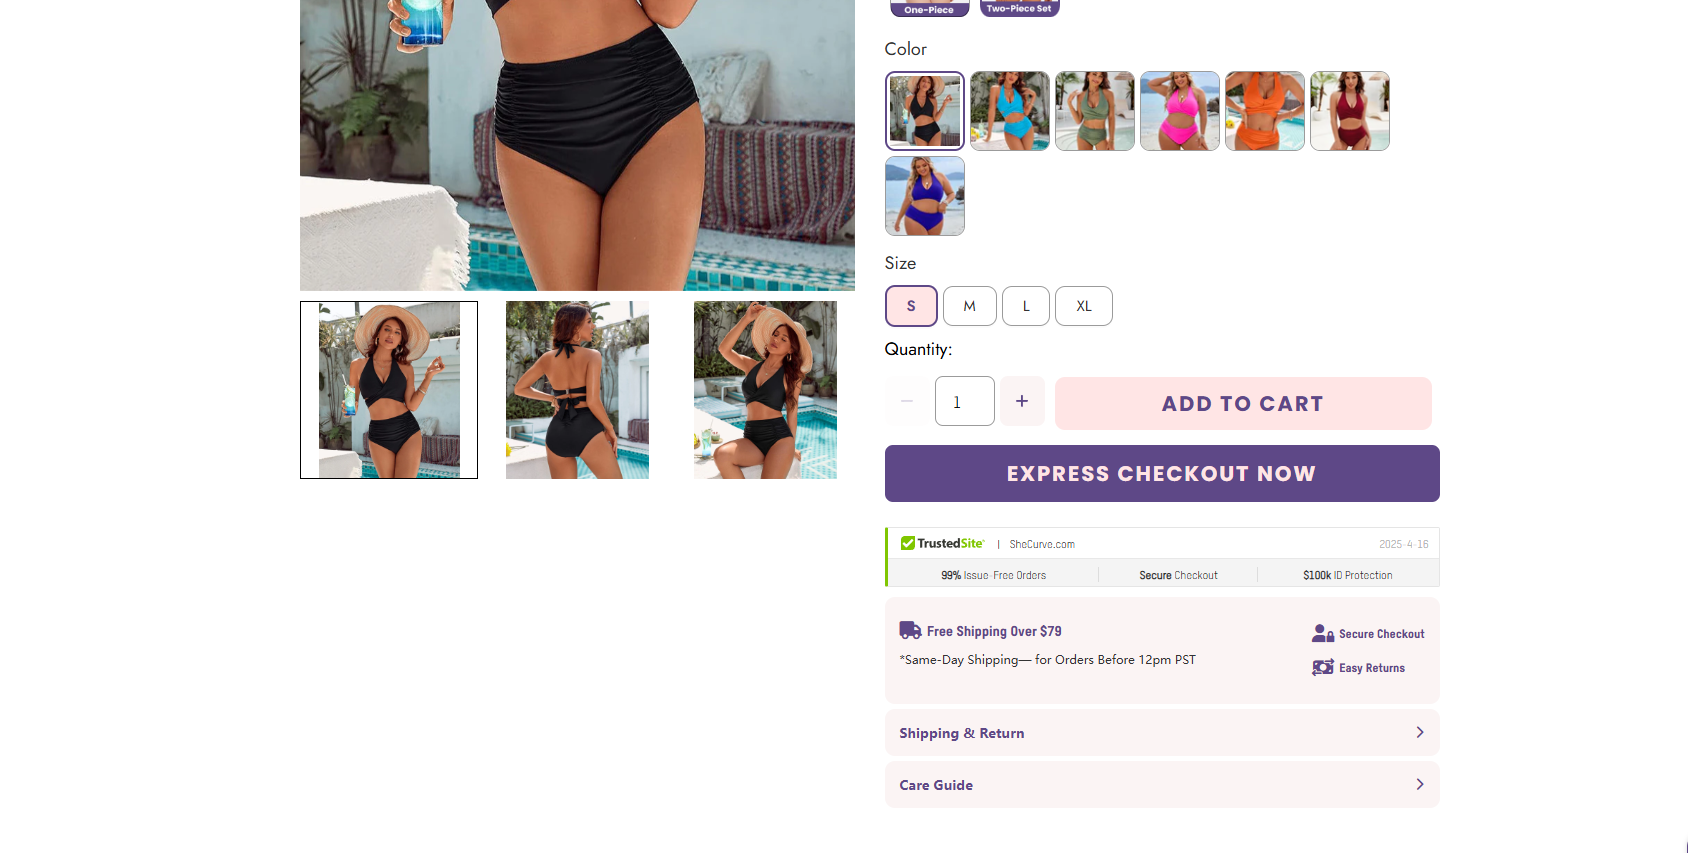 One-Piece
Two-Piece Set
Color
Size
S
M
L
XL
Quantity:
1
ADD TO CART
EXPRESS CHECKOUT NOW
TrustedSite | SheCurve.com
2025-4-16
99% Issue-Free Orders
Secure Checkout
$100k ID Protection
Free Shipping Over $79
*Same-Day Shipping— for Orders Before 12pm PST
Secure Checkout
Easy Returns
Shipping & Return
Care Guide